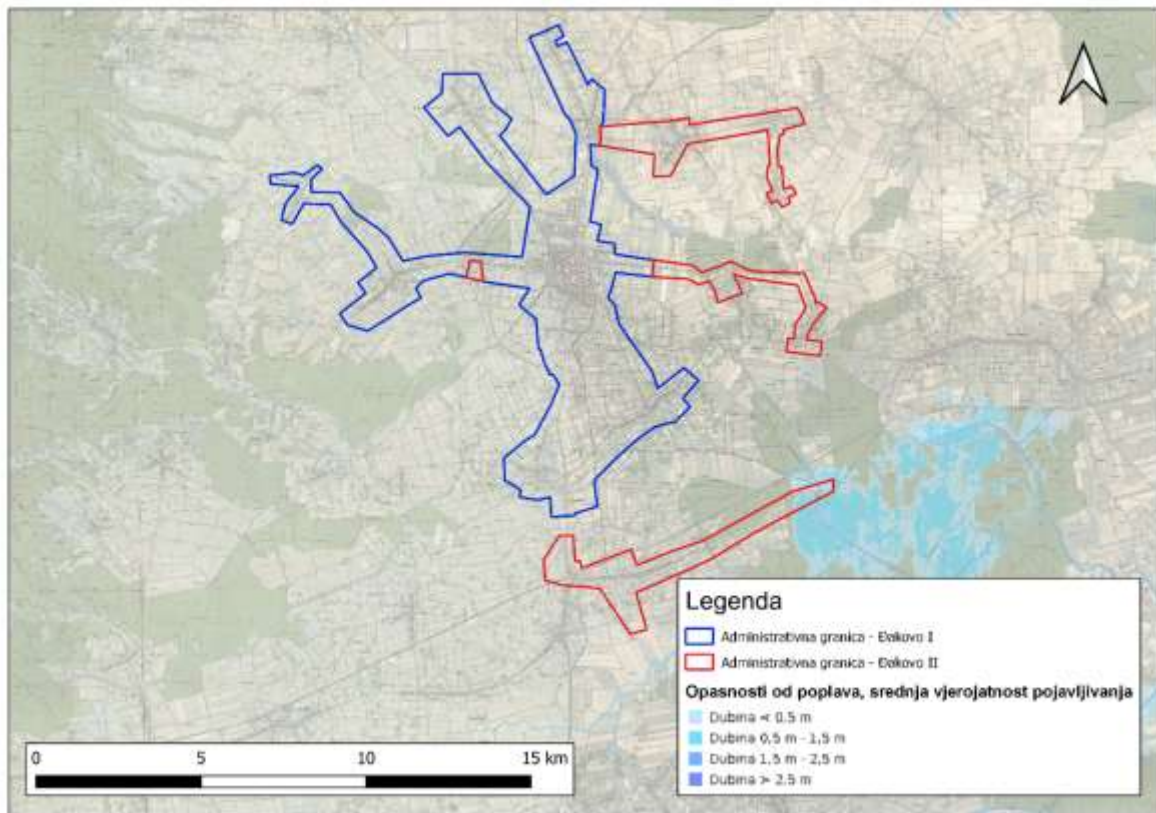 Legenda
Administrativna granica - Đakovo I
Administrativna granica - Đakovo II
Opasnosti od poplava, srednja vjerojatnost pojavljivanja
Dubina < 0,5 m
Dubina 0,5 m - 1,5 m
Dubina 1,5 m - 2,5 m
Dubina > 2,5 m
0 5 10 15 km